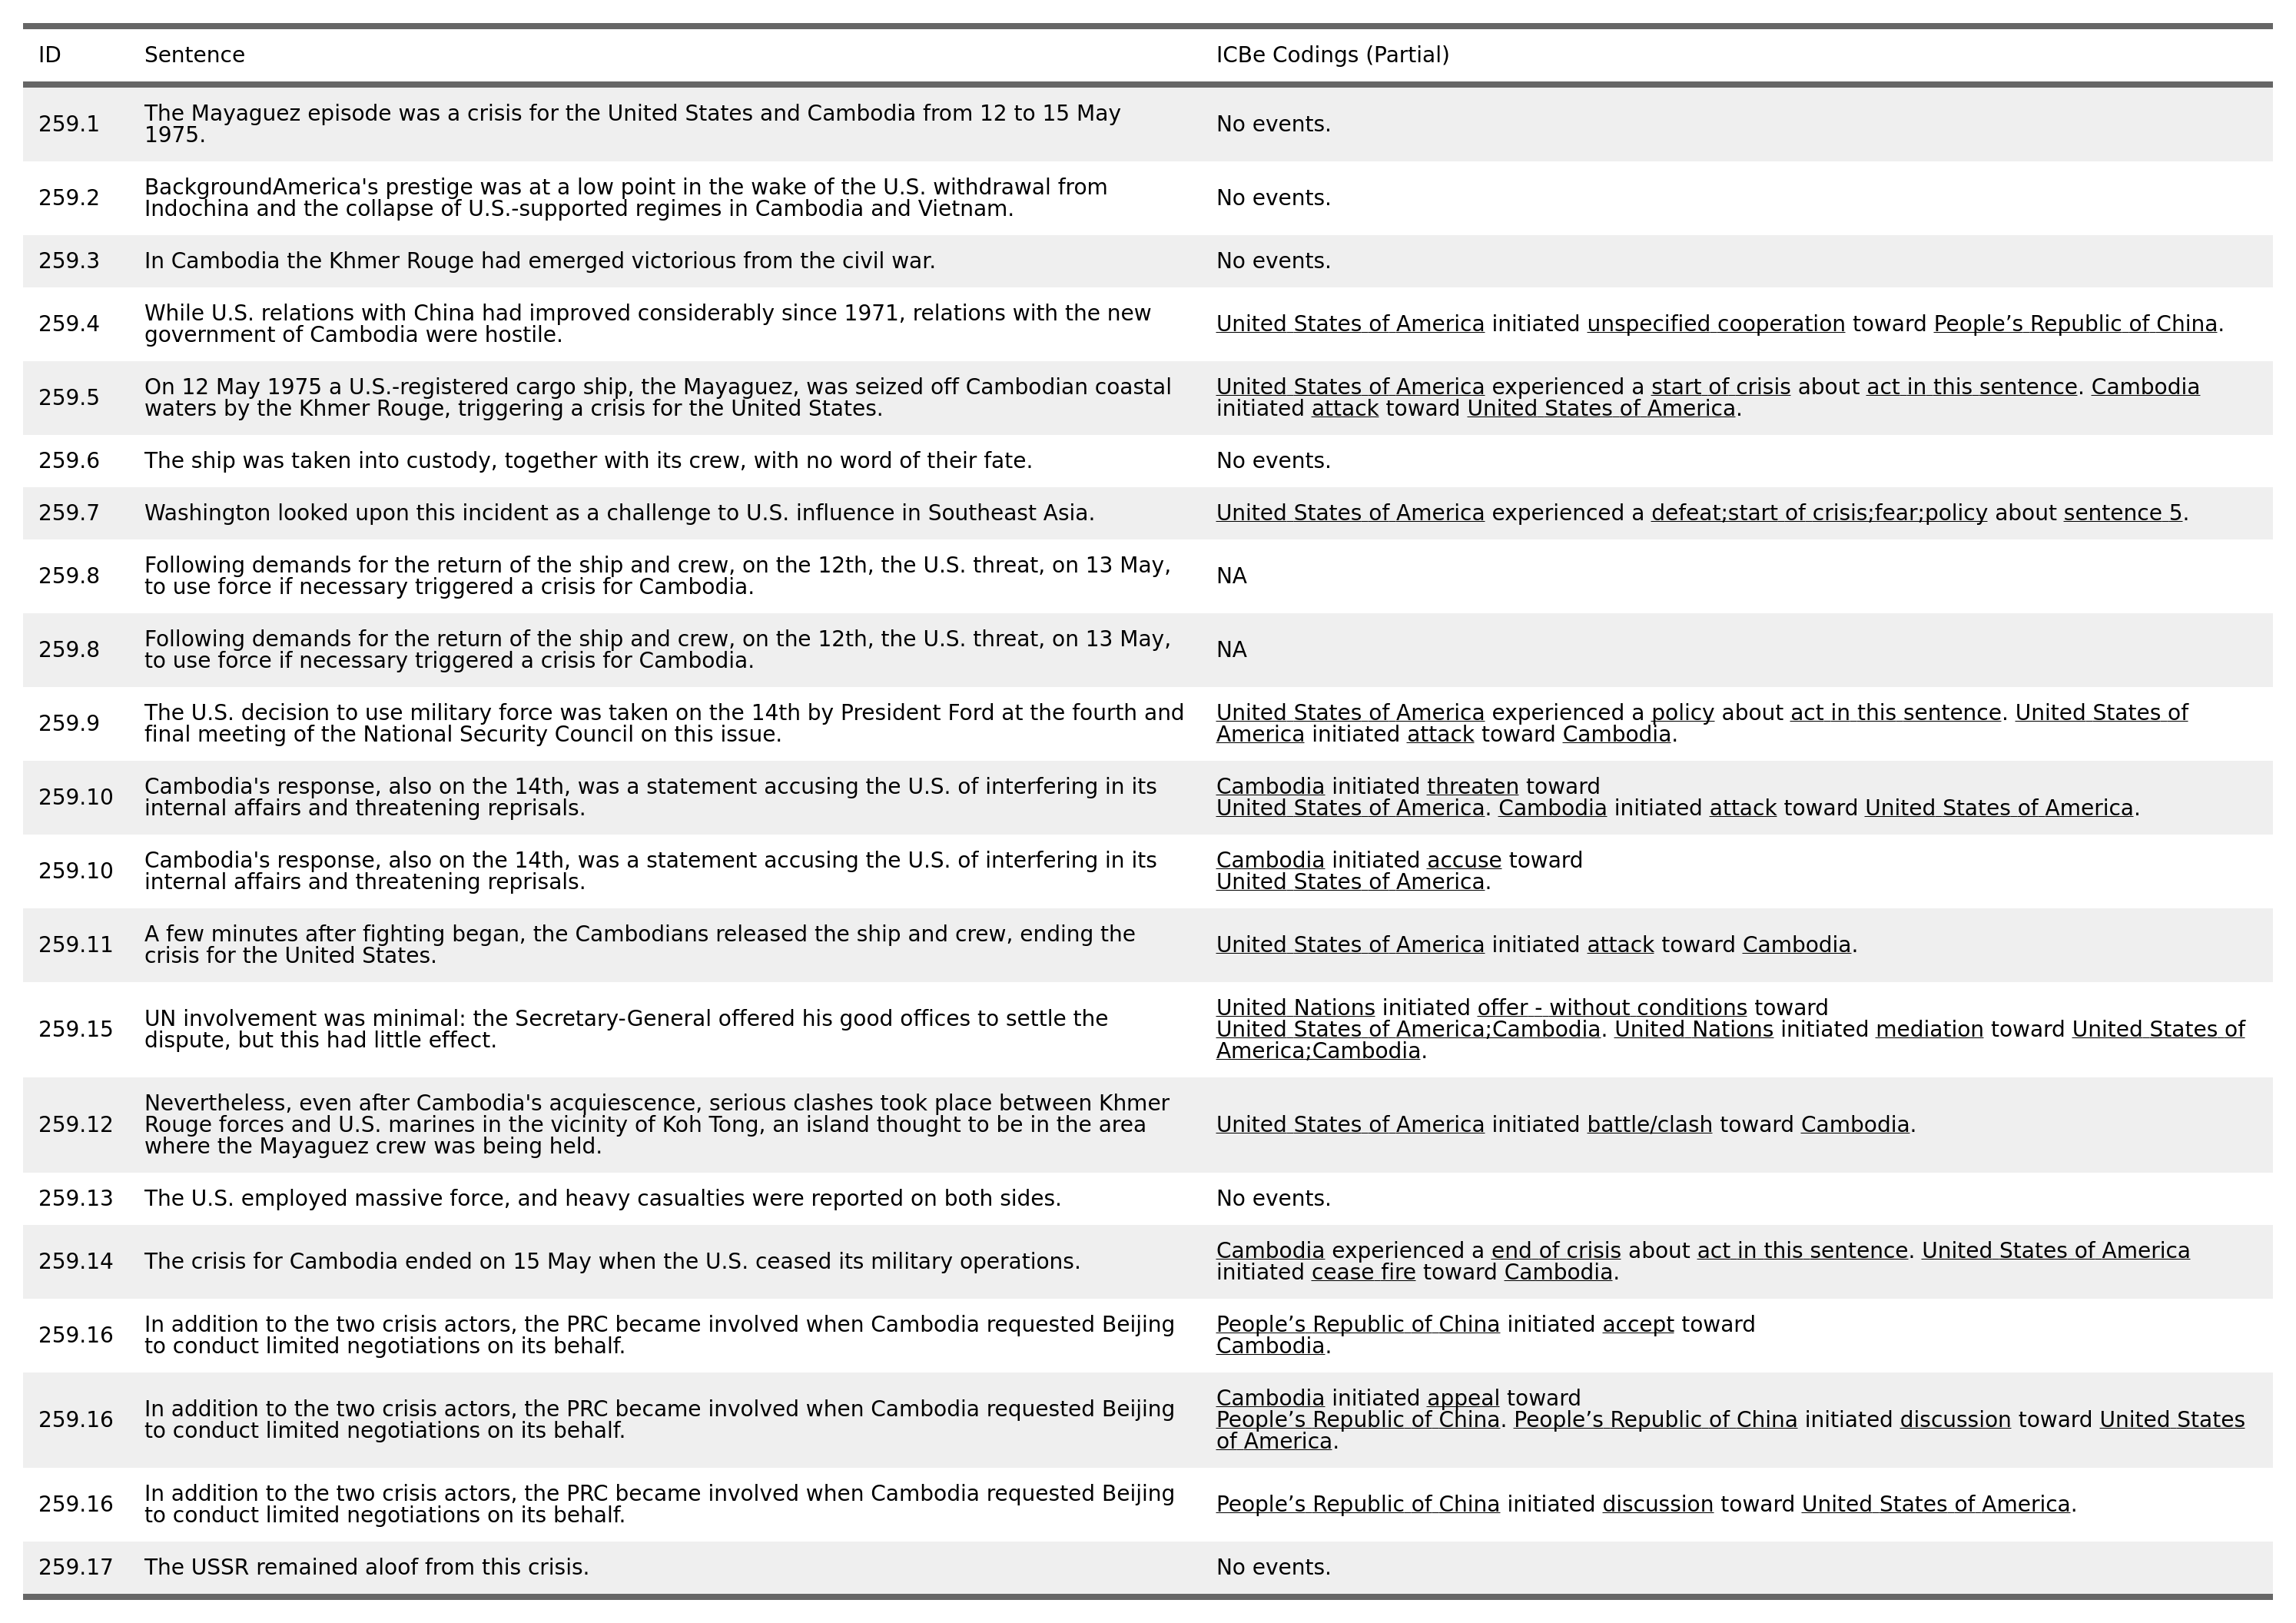 ID Sentence ICBe Codings (Partial)
259.1 The Mayaguez episode was a crisis for the United States and Cambodia from 12 to 15 May
1975. No events.
259.2 BackgroundAmerica's prestige was at a low point in the wake of the U.S. withdrawal from
Indochina and the collapse of U.S.-supported regimes in Cambodia and Vietnam. No events.
259.3 In Cambodia the Khmer Rouge had emerged victorious from the civil war. No events.
259.4 While U.S. relations with China had improved considerably since 1971, relations with the new
government of Cambodia were hostile. United States of America initiated unspecified cooperation toward People’s Republic of China.
259.5 On 12 May 1975 a U.S.-registered cargo ship, the Mayaguez, was seized off Cambodian coastal
waters by the Khmer Rouge, triggering a crisis for the United States.
United States of America experienced a start of crisis about act in this sentence. Cambodia
initiated attack toward United States of America.
259.6 The ship was taken into custody, together with its crew, with no word of their fate. No events.
259.7 Washington looked upon this incident as a challenge to U.S. influence in Southeast Asia. United States of America experienced a defeat;start of crisis;fear;policy about sentence 5.
259.8 Following demands for the return of the ship and crew, on the 12th, the U.S. threat, on 13 May,
to use force if necessary triggered a crisis for Cambodia. NA
259.8 Following demands for the return of the ship and crew, on the 12th, the U.S. threat, on 13 May,
to use force if necessary triggered a crisis for Cambodia. NA
259.9 The U.S. decision to use military force was taken on the 14th by President Ford at the fourth and
final meeting of the National Security Council on this issue.
United States of America experienced a policy about act in this sentence. United States of
America initiated attack toward Cambodia.
259.10 Cambodia's response, also on the 14th, was a statement accusing the U.S. of interfering in its
internal affairs and threatening reprisals.
Cambodia initiated threaten toward
United States of America. Cambodia initiated attack toward United States of America.
259.10 Cambodia's response, also on the 14th, was a statement accusing the U.S. of interfering in its
internal affairs and threatening reprisals.
Cambodia initiated accuse toward
United States of America.
259.11 A few minutes after fighting began, the Cambodians released the ship and crew, ending the
crisis for the United States. United States of America initiated attack toward Cambodia.
259.15 UN involvement was minimal: the Secretary-General offered his good offices to settle the
dispute, but this had little effect.
United Nations initiated offer - without conditions toward
United States of America;Cambodia. United Nations initiated mediation toward United States of
America;Cambodia.
259.12 Nevertheless, even after Cambodia's acquiescence, serious clashes took place between Khmer
Rouge forces and U.S. marines in the vicinity of Koh Tong, an island thought to be in the area
where the Mayaguez crew was being held. United States of America initiated battle/clash toward Cambodia.
259.13 The U.S. employed massive force, and heavy casualties were reported on both sides. No events.
259.14 The crisis for Cambodia ended on 15 May when the U.S. ceased its military operations.
Cambodia experienced a end of crisis about act in this sentence. United States of America
initiated cease fire toward Cambodia.
259.16 In addition to the two crisis actors, the PRC became involved when Cambodia requested Beijing
to conduct limited negotiations on its behalf.
People’s Republic of China initiated accept toward
Cambodia.
259.16 In addition to the two crisis actors, the PRC became involved when Cambodia requested Beijing
to conduct limited negotiations on its behalf.
Cambodia initiated appeal toward
People’s Republic of China. People’s Republic of China initiated discussion toward United States
of America.
259.16 In addition to the two crisis actors, the PRC became involved when Cambodia requested Beijing
to conduct limited negotiations on its behalf. People’s Republic of China initiated discussion toward United States of America.
259.17 The USSR remained aloof from this crisis. No events.